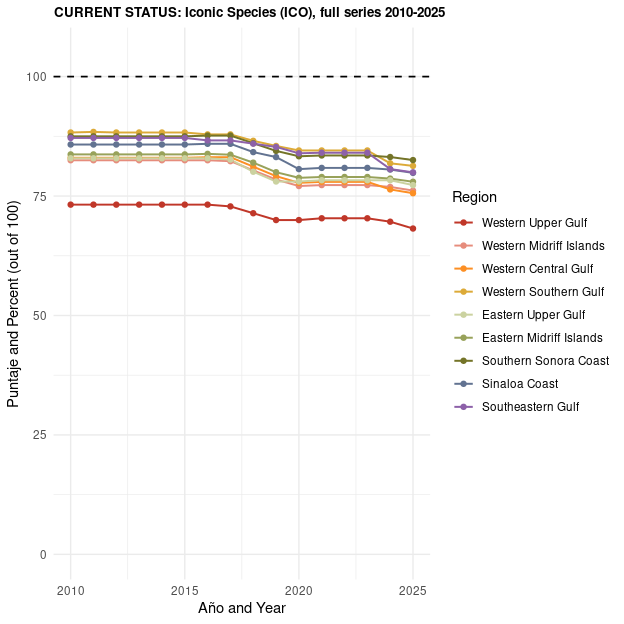 CURRENT STATUS: Iconic Species (ICO), full series 2010-2025
100
75
50
25
0
Puntaje and Percent (out of 100)
2010
2015
2020
2025
Año and Year
Region
Western Upper Gulf
Western Midriff Islands
Western Central Gulf
Western Southern Gulf
Eastern Upper Gulf
Eastern Midriff Islands
Southern Sonora Coast
Sinaloa Coast
Southeastern Gulf